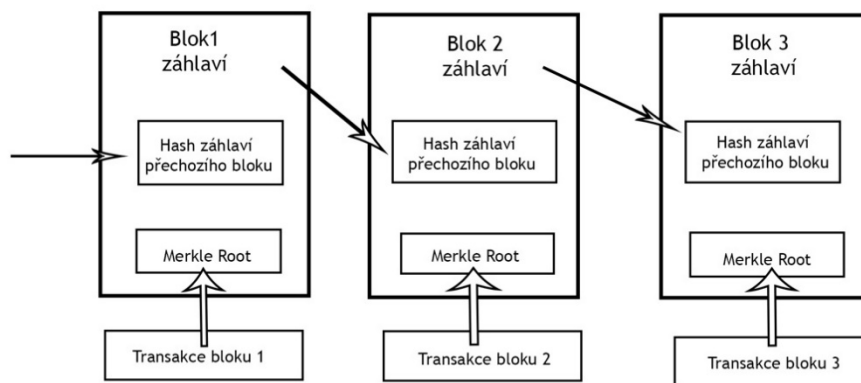 Blok1
záhlaví
Hash záhlaví
přechozího bloku
Merkle Root
Transakce bloku 1
Blok 2
záhlaví
Hash záhlaví
přechozího bloku
Merkle Root
Transakce bloku 2
Blok 3
záhlaví
Hash záhlaví
přechozího bloku
Merkle Root
Transakce bloku 3